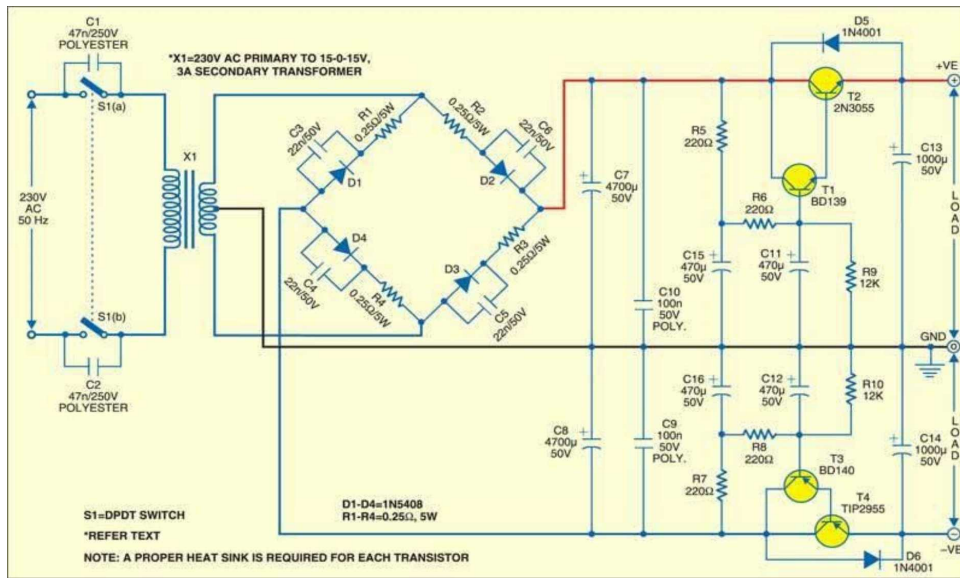 C1
47n/250V
POLYESTER
*X1=230V AC PRIMARY TO 15-0-15V,
3A SECONDARY TRANSFORMER
S1(a)
230V
AC
50 Hz
X1
S1(b)
C2
47n/250V
POLYESTER
C3
22n/50V
R1
0.25Ω/5W
D1
R2
0.25Ω/5W
C6
22n/50V
D2
D4
C4
22n/50V
R4
0.25Ω/5W
D3
R3
0.25Ω/5W
C5
22n/50V
C7
4700µ
50V
+
C10
100n
50V
POLY.
C8
4700µ
50V
+
C9
100n
50V
POLY.
D5
1N4001
T2
2N3055
+VE
+
R5
220Ω
T1
BD139
R6
220Ω
C15
470µ
50V
+
C11
470µ
50V
+
R9
12K
C13
1000µ
50V
+
LOAD
GND
C16
470µ
50V
+
C12
470µ
50V
+
R10
12K
R8
220Ω
R7
220Ω
T3
BD140
T4
TIP2955
C14
1000µ
50V
+
LOAD
−
−VE
D6
1N4001
D1-D4=1N5408
R1-R4=0.25Ω, 5W
S1=DPDT SWITCH
*REFER TEXT
NOTE: A PROPER HEAT SINK IS REQUIRED FOR EACH TRANSISTOR